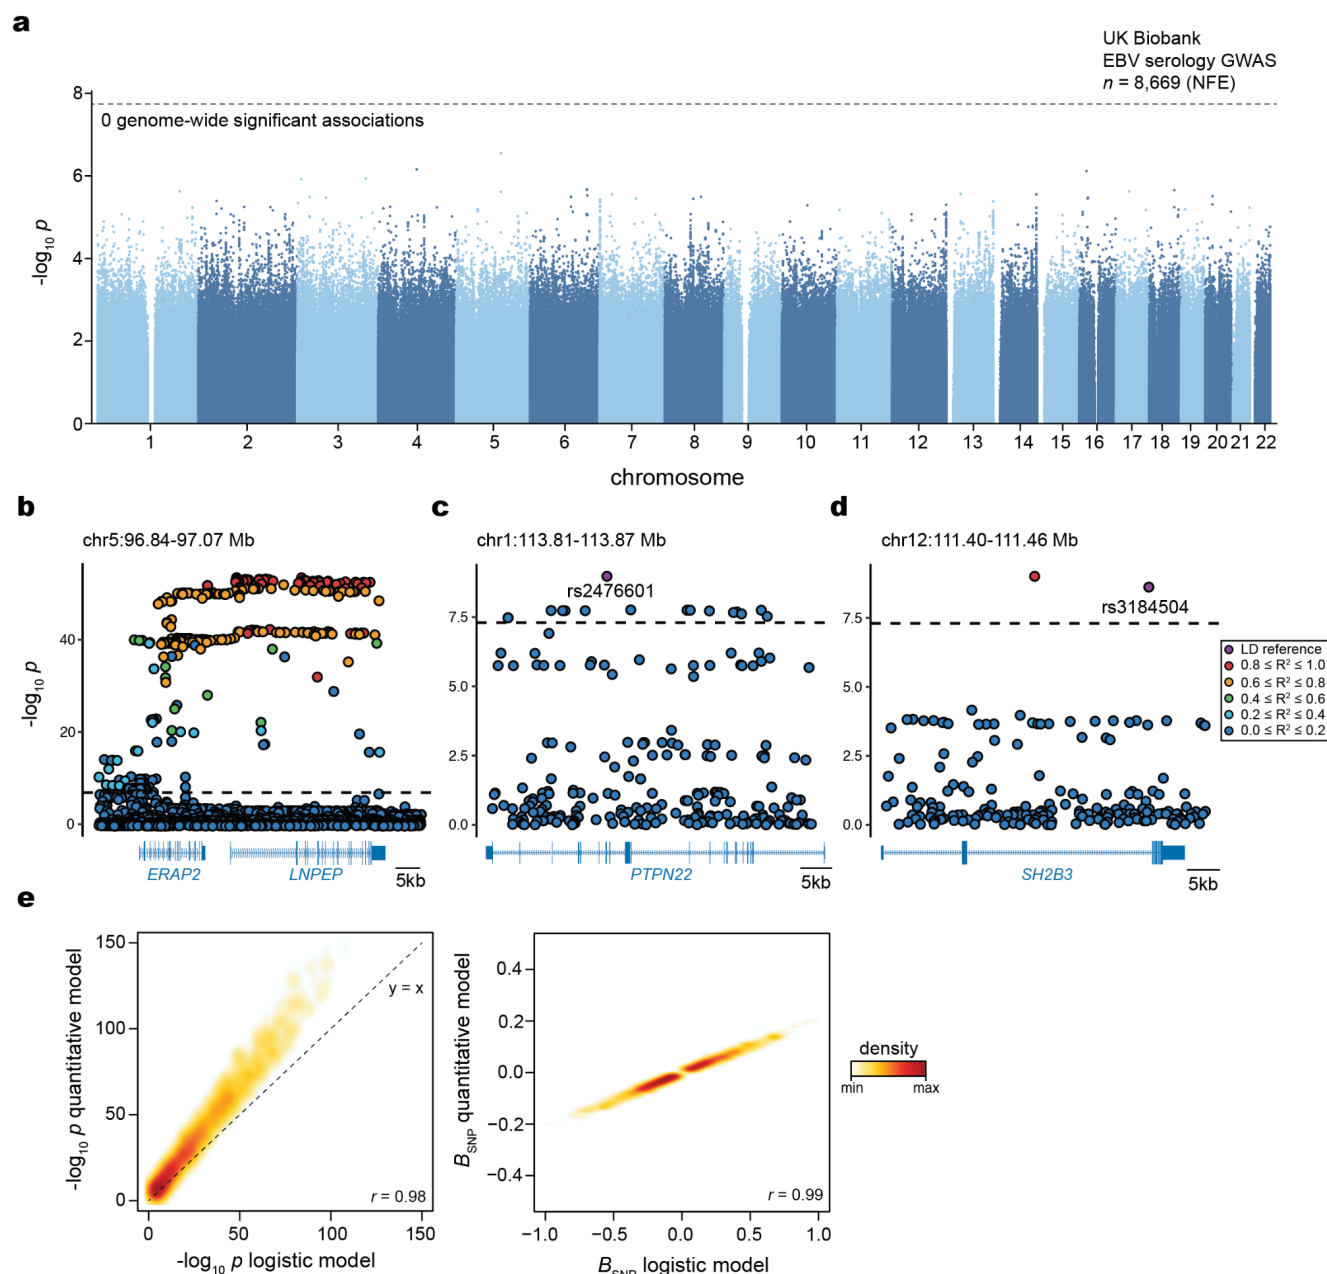 a
UK Biobank
EBV serology GWAS
n = 8,669 (NFE)
8
0 genome-wide significant associations
6
4
2
0
-log10 p
1 2 3 4 5 6 7 8 9 10 11 12 13 14 15 16 17 18 19 20 21 22
chromosome
b
chr5:96.84-97.07 Mb
-log10 p
40
20
0
ERAP2
LNPEP
5kb
c
chr1:113.81-113.87 Mb
rs2476601
7.5
5.0
2.5
0.0
PTPN22
5kb
d
chr12:111.40-111.46 Mb
rs3184504
7.5
5.0
2.5
0.0
SH2B3
5kb
LD reference
0.8 ≤ R² ≤ 1.0
0.6 ≤ R² ≤ 0.8
0.4 ≤ R² ≤ 0.6
0.2 ≤ R² ≤ 0.4
0.0 ≤ R² ≤ 0.2
e
-log10 p quantitative model
150
100
50
0
y = x
r = 0.98
0 50 100 150
-log10 p logistic model
BSNP quantitative model
0.4
0.2
0.0
−0.2
−0.4
r = 0.99
−1.0 −0.5 0.0 0.5 1.0
BSNP logistic model
density
min max